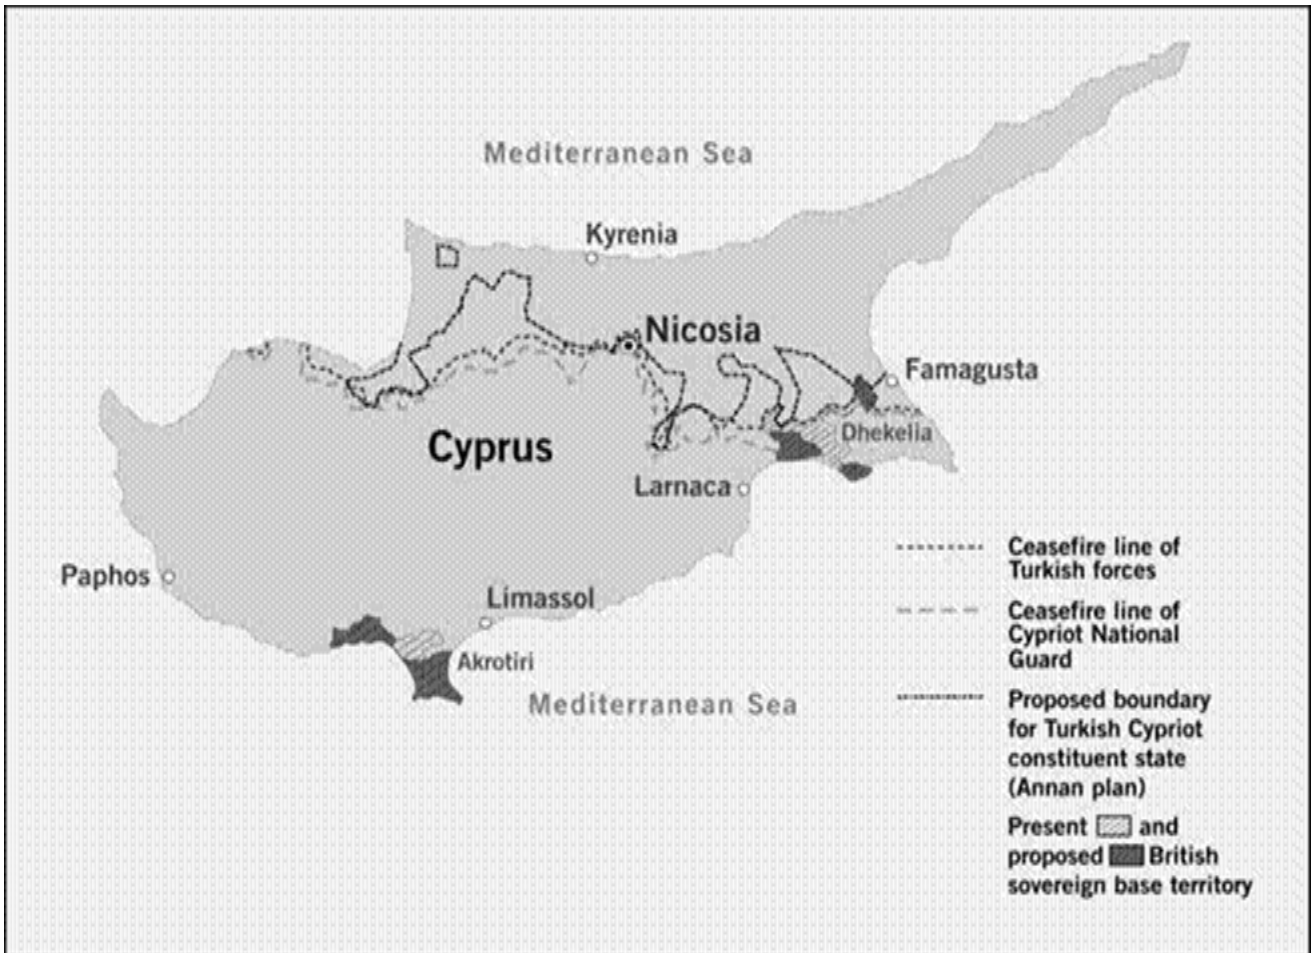 Mediterranean Sea
Kyrenia
Nicosia
Famagusta
Dhekelia
Cyprus
Larnaca
Paphos
Limassol
Akrotiri
Mediterranean Sea
Ceasefire line of
Turkish forces
Ceasefire line of
Cypriot National
Guard
Proposed boundary
for Turkish Cypriot
constituent state
(Annan plan)
Present and
proposed British
sovereign base territory